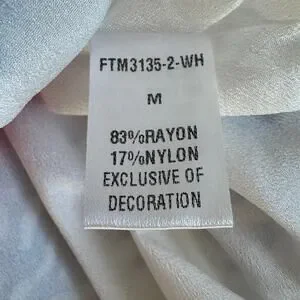 FTM3135-2-WH
M
83%RAYON
17%NYLON
EXCLUSIVE OF
DECORATION